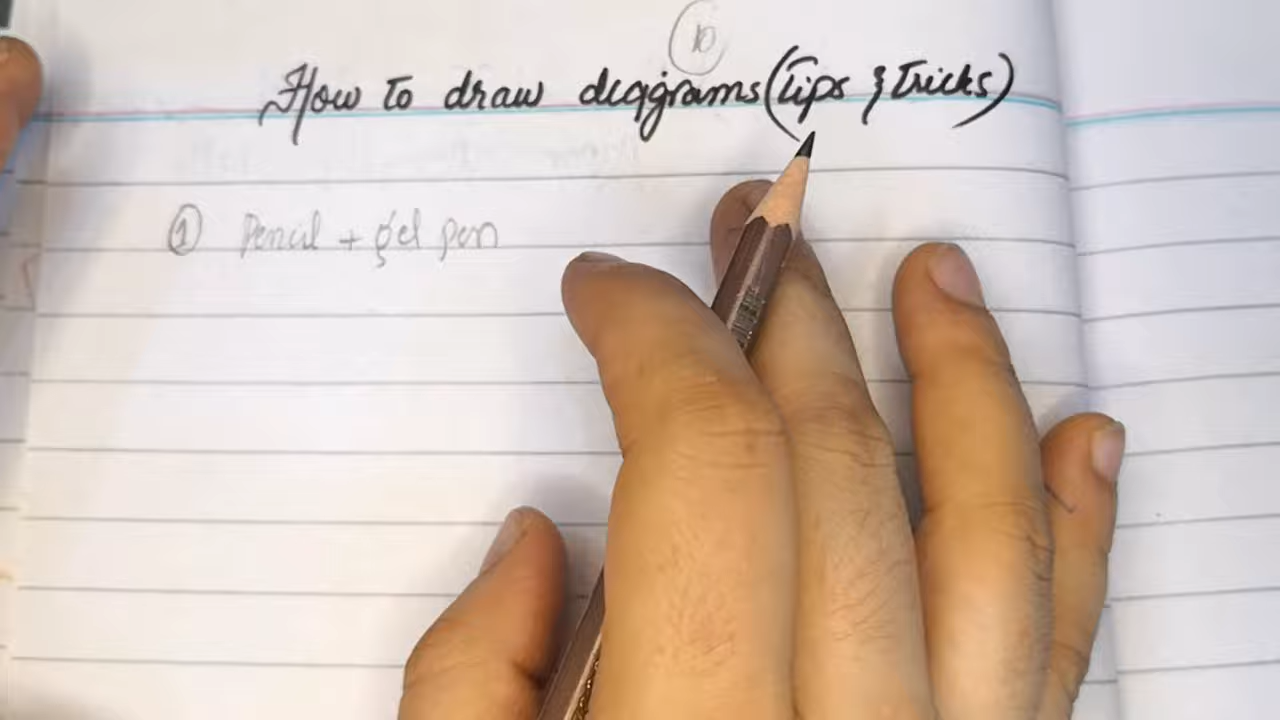 10
How to draw diagrams (Tips & Tricks)
① Pencil + gel pen